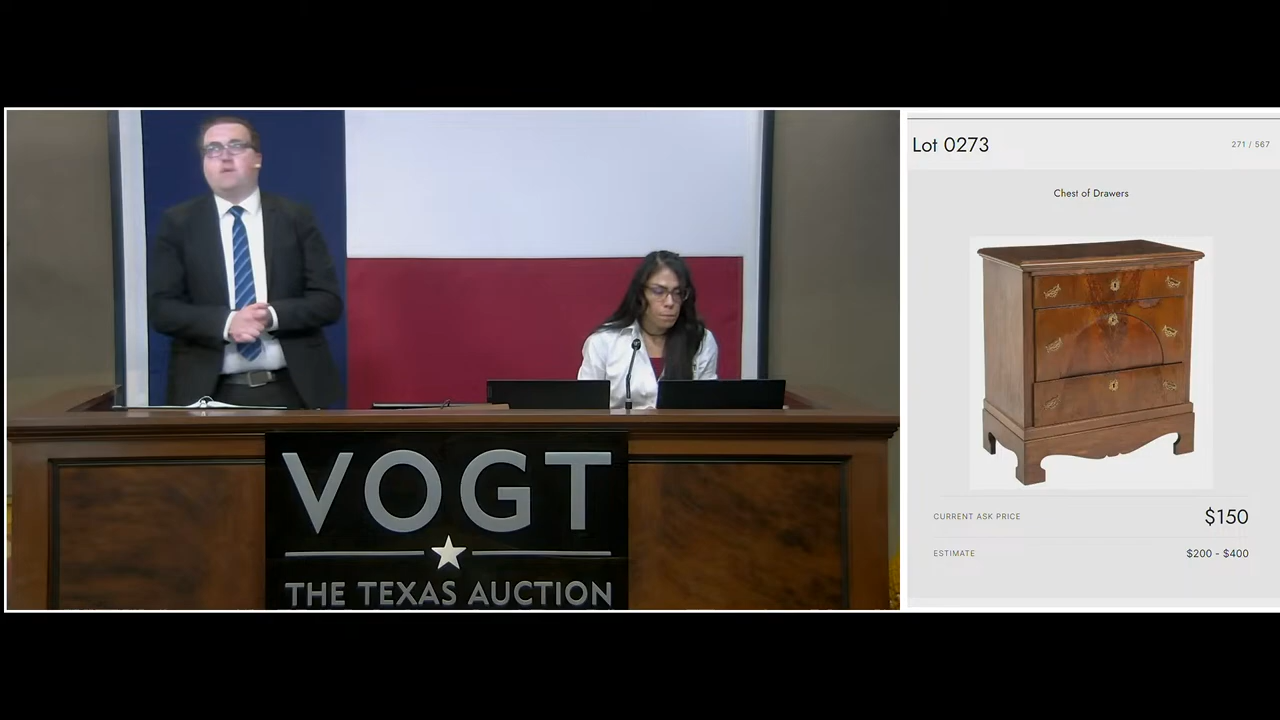 Lot 0273
271 / 567
Chest of Drawers
CURRENT ASK PRICE
$150
ESTIMATE
$200 - $400
VOGT
THE TEXAS AUCTION